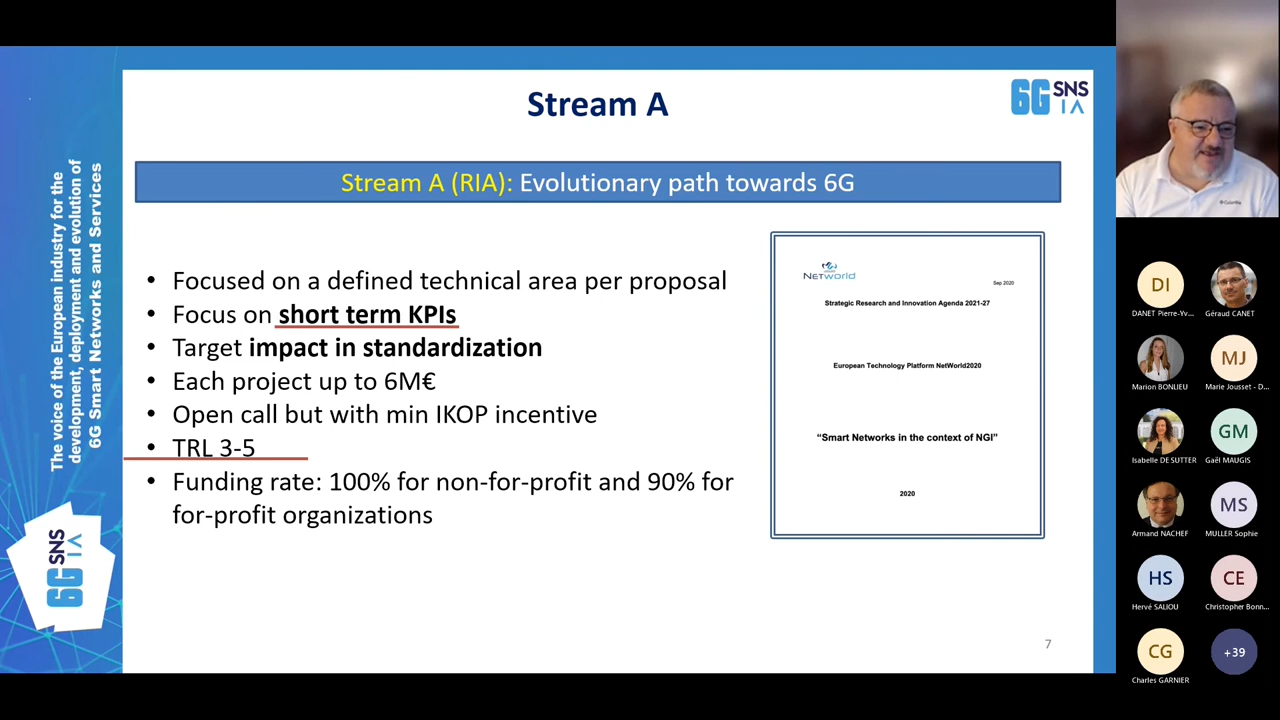 The voice of the European industry for the
development, deployment and evolution of
6G Smart Networks and Services
6G SNS
IA
Stream A
6G SNS
IA
Stream A (RIA): Evolutionary path towards 6G
• Focused on a defined technical area per proposal
• Focus on short term KPIs
• Target impact in standardization
• Each project up to 6M€
• Open call but with min IKOP incentive
• TRL 3-5
• Funding rate: 100% for non-for-profit and 90% for
for-profit organizations
NETworld
Sep 2020
Strategic Research and Innovation Agenda 2021-27
European Technology Platform NetWorld2020
“Smart Networks in the context of NGI”
2020
7
DI
DANET Pierre-Yv...
Géraud CANET
Marion BONLIEU
MJ
Marie Jousset - D...
Isabelle DE SUTTER
GM
Gaël MAUGIS
Armand NACHEF
MS
MULLER Sophie
HS
Hervé SALIOU
CE
Christopher Bonn...
CG
Charles GARNIER
+39